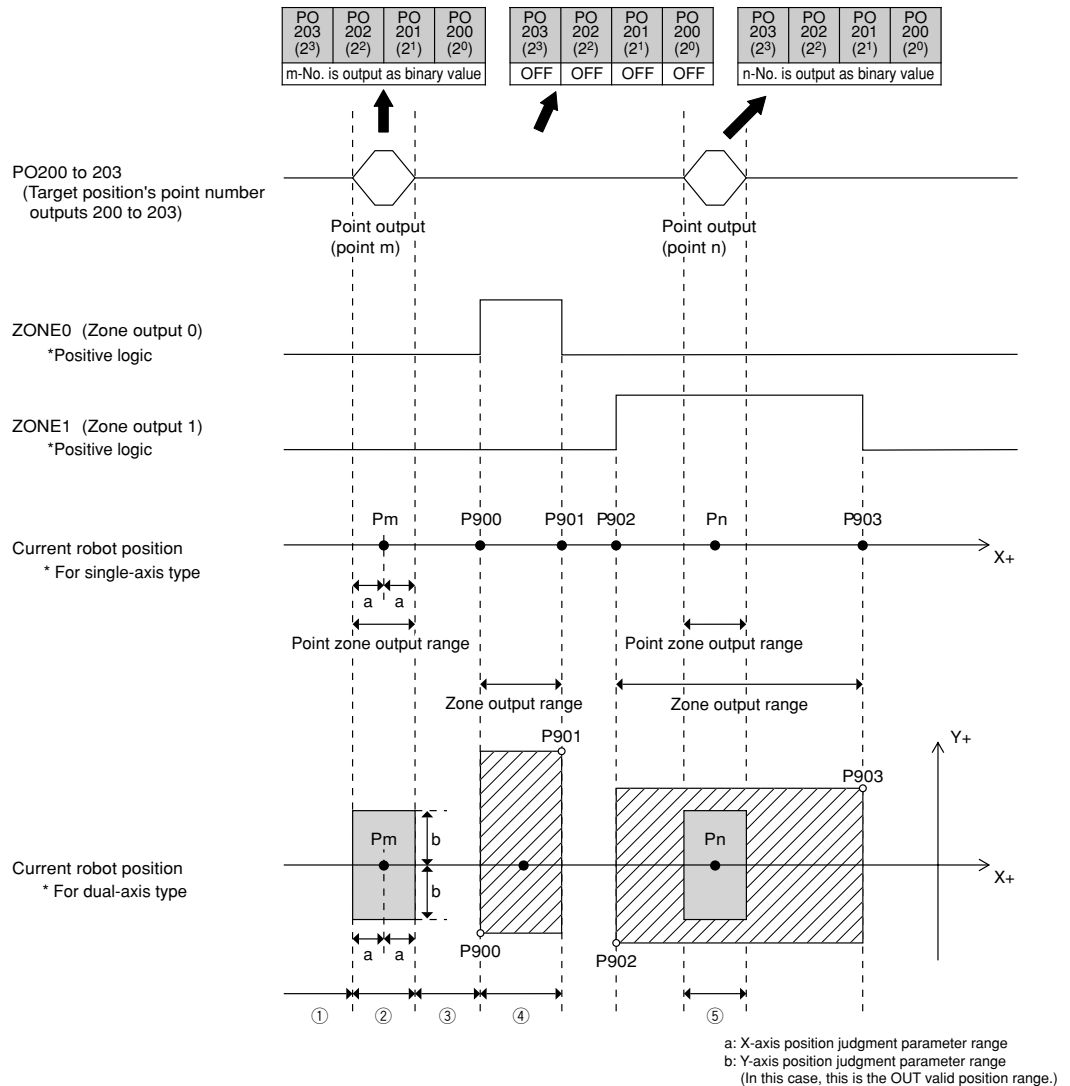 PO 203 (2³) PO 202 (2²) PO 201 (2¹) PO 200 (2⁰)
m-No. is output as binary value
PO 203 (2³) PO 202 (2²) PO 201 (2¹) PO 200 (2⁰)
OFF OFF OFF OFF
PO 203 (2³) PO 202 (2²) PO 201 (2¹) PO 200 (2⁰)
n-No. is output as binary value
PO200 to 203
(Target position's point number
outputs 200 to 203)
Point output
(point m)
Point output
(point n)
ZONE0 (Zone output 0)
*Positive logic
ZONE1 (Zone output 1)
*Positive logic
Pm P900 P901 P902 Pn P903
Current robot position
* For single-axis type
X+
a a
Point zone output range Point zone output range
Zone output range Zone output range
P901
Y+
P903
Pm b Pn
Current robot position
* For dual-axis type
X+
b
a a
P900
P902
① ② ③ ④ ⑤
a: X-axis position judgment parameter range
b: Y-axis position judgment parameter range
(In this case, this is the OUT valid position range.)